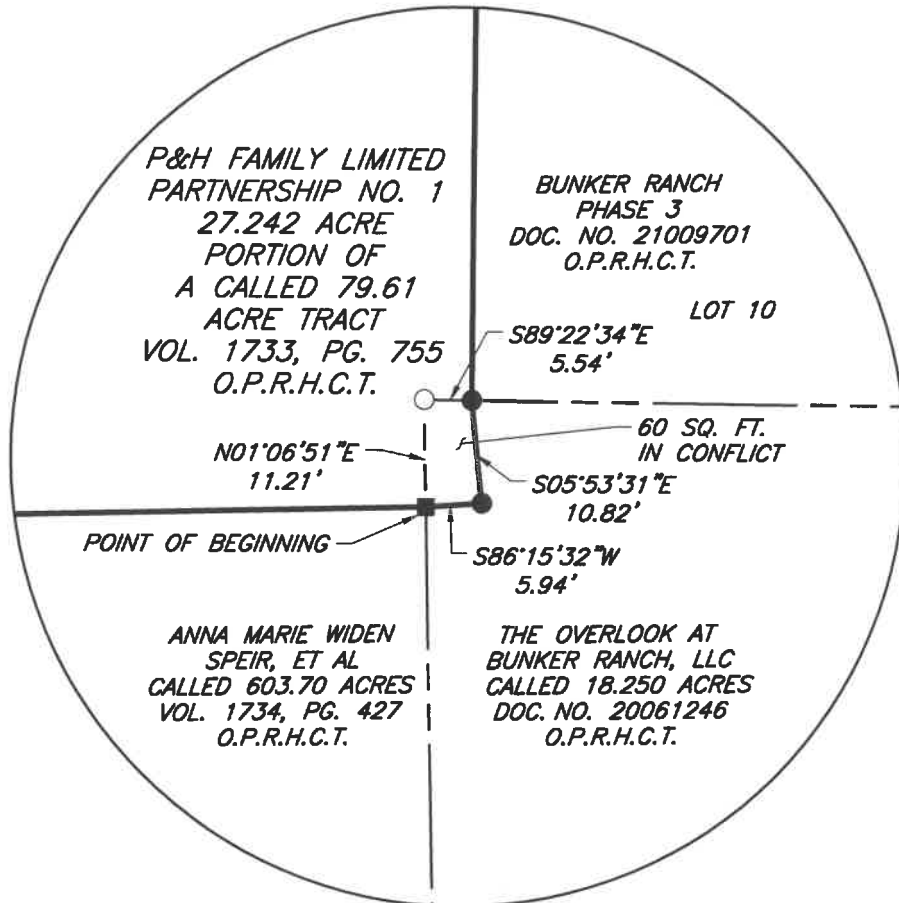 P&H FAMILY LIMITED
PARTNERSHIP NO. 1
27.242 ACRE
PORTION OF
A CALLED 79.61
ACRE TRACT
VOL. 1733, PG. 755
O.P.R.H.C.T.
BUNKER RANCH
PHASE 3
DOC. NO. 21009701
O.P.R.H.C.T.
LOT 10
S89°22'34"E
5.54'
60 SQ. FT.
IN CONFLICT
N01°06'51"E
11.21'
S05°53'31"E
10.82'
POINT OF BEGINNING
S86°15'32"W
5.94'
ANNA MARIE WIDEN
SPEIR, ET AL
CALLED 603.70 ACRES
VOL. 1734, PG. 427
O.P.R.H.C.T.
THE OVERLOOK AT
BUNKER RANCH, LLC
CALLED 18.250 ACRES
DOC. NO. 20061246
O.P.R.H.C.T.